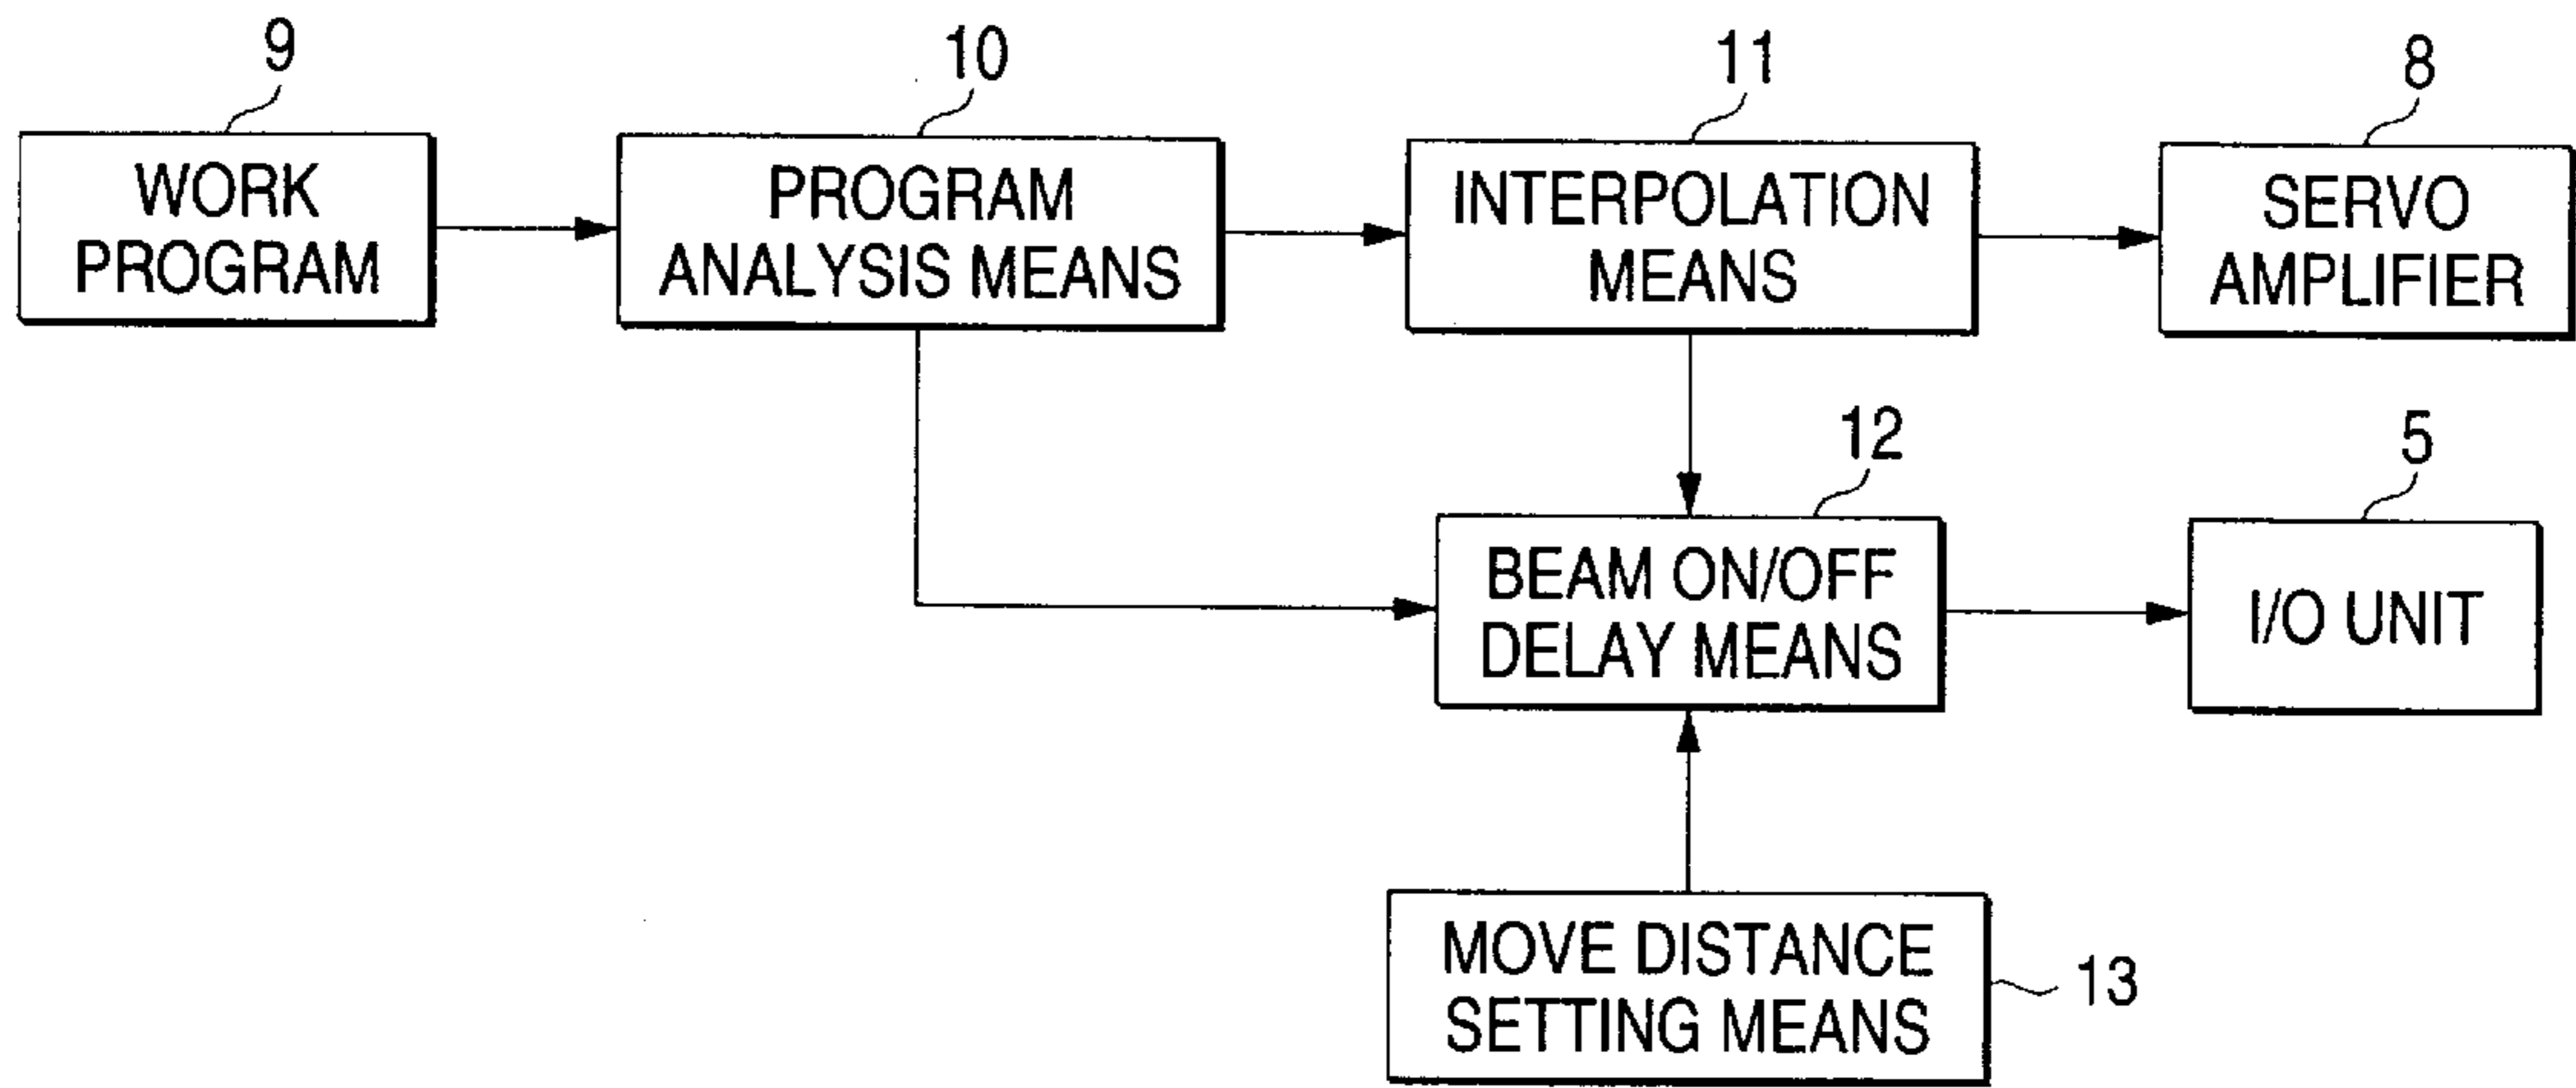 9
10
11
8
WORK
PROGRAM
PROGRAM
ANALYSIS MEANS
INTERPOLATION
MEANS
SERVO
AMPLIFIER
12
5
BEAM ON/OFF
DELAY MEANS
I/O UNIT
MOVE DISTANCE
SETTING MEANS
13